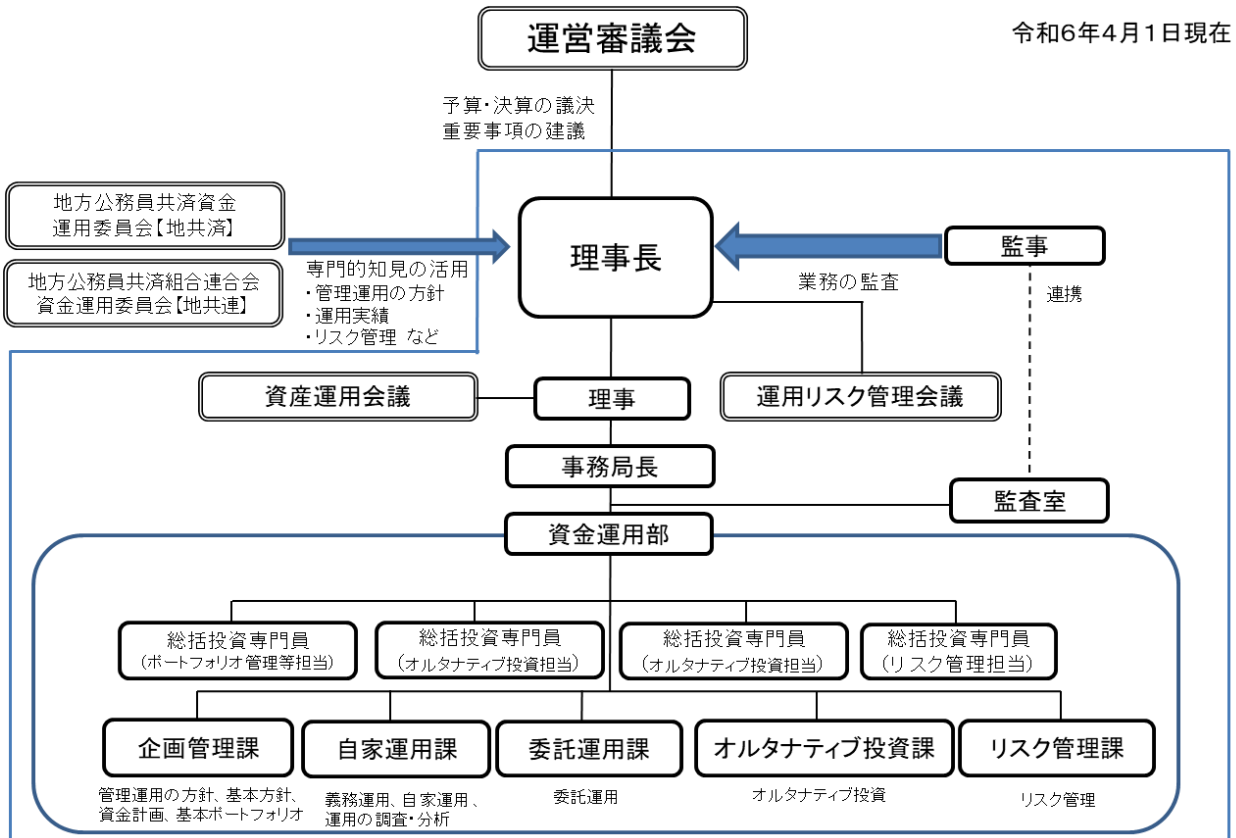 運営審議会
令和6年4月1日現在
予算・決算の議決
重要事項の建議
地方公務員共済資金
運用委員会【地共済】
地方公務員共済組合連合会
資金運用委員会【地共連】
専門的知見の活用
・管理運用の方針
・運用実績
・リスク管理 など
理事長
業務の監査
監事
連携
資産運用会議
理事
運用リスク管理会議
事務局長
監査室
資金運用部
総括投資専門員
(ポートフォリオ管理等担当)
総括投資専門員
(オルタナティブ投資担当)
総括投資専門員
(オルタナティブ投資担当)
総括投資専門員
(リスク管理担当)
企画管理課
自家運用課
委託運用課
オルタナティブ投資課
リスク管理課
管理運用の方針、基本方針、
資金計画、基本ポートフォリオ
義務運用、自家運用、
運用の調査・分析
委託運用
オルタナティブ投資
リスク管理